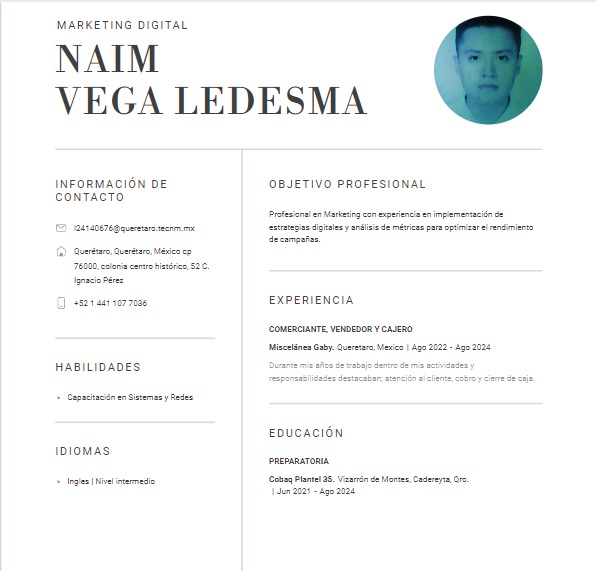 MARKETING DIGITAL
NAIM
VEGA LEDESMA
INFORMACIÓN DE
CONTACTO
l24140676@queretaro.tecnm.mx
Querétaro, Querétaro, México cp
76000, colonia centro histórico, 52 C.
Ignacio Pérez
+52 1 441 107 7036
HABILIDADES
Capacitación en Sistemas y Redes
IDIOMAS
Ingles | Nivel intermedio
OBJETIVO PROFESIONAL
Profesional en Marketing con experiencia en implementación de
estrategias digitales y análisis de métricas para optimizar el rendimiento
de campañas.
EXPERIENCIA
COMERCIANTE, VENDEDOR Y CAJERO
Miscelánea Gaby. Queretaro, Mexico | Ago 2022 - Ago 2024
Durante mis años de trabajo dentro de mis actividades y
responsabilidades destacaban; atención al cliente, cobro y cierre de caja.
EDUCACIÓN
PREPARATORIA
Cobaq Plantel 35. Vizarrón de Montes, Cadereyta, Qro.
| Jun 2021 - Ago 2024